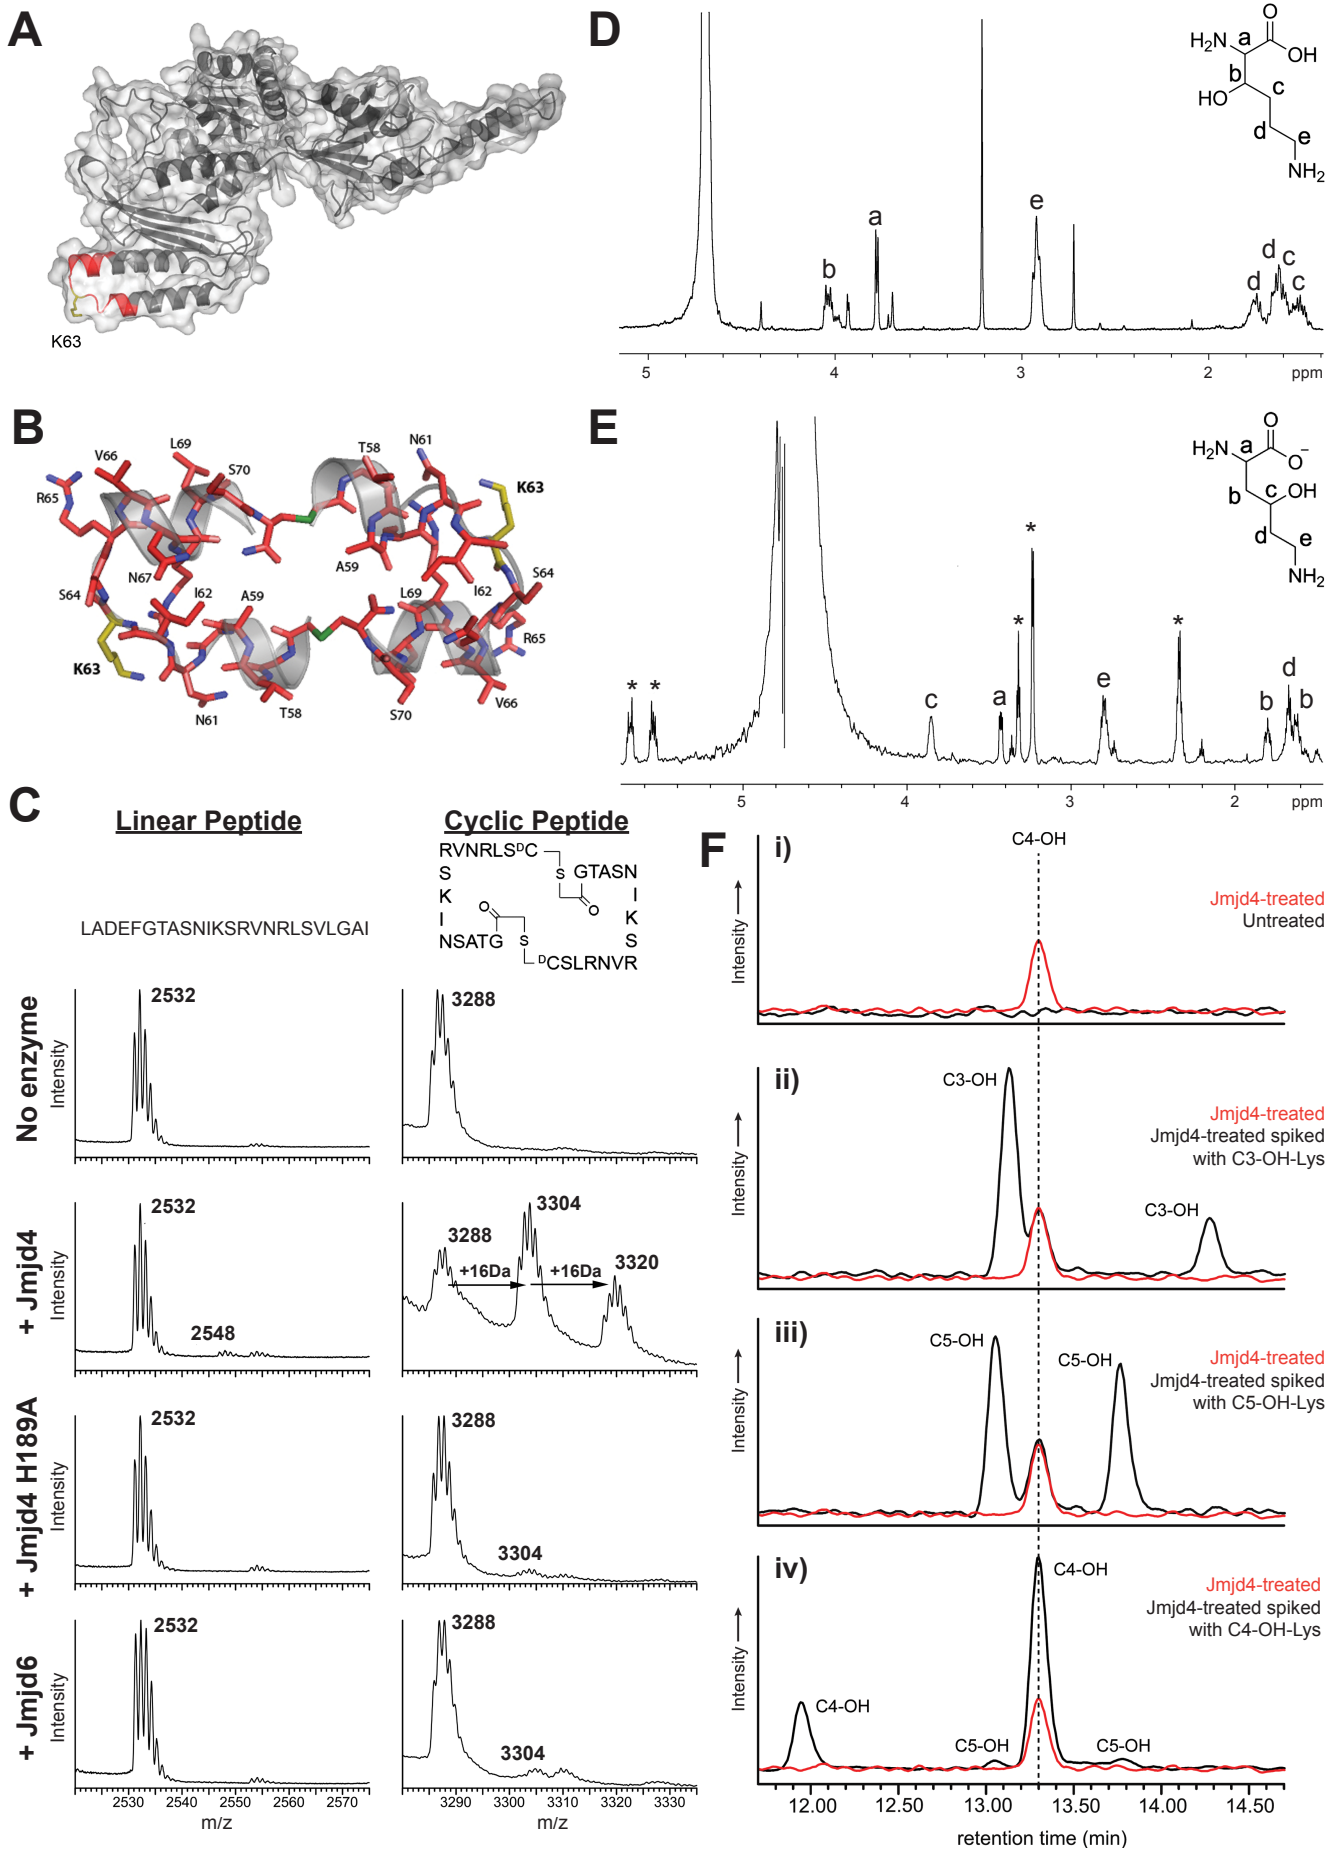 A
K63
B
V66
L69
S70
T58
N61
K63
R65
A59
S64
N67
I62
A59
L69
I62
S64
R65
K63
N61
T58
S70
V66
C
Linear Peptide
Cyclic Peptide
LADEFGTASNIKSRVNRLSVLGAI
RVNRLSᴰC
S
K
I
NSATG
O
S
S
O
GTASN
I
K
S
ᴰCSLRNVR
No enzyme
Intensity
2532
3288
+ Jmjd4
Intensity
2532
2548
3288
+16Da
3304
+16Da
3320
+ Jmjd4 H189A
Intensity
2532
3288
3304
+ Jmjd6
Intensity
2532
3288
3304
2530 2540 2550 2560 2570
m/z
3290 3300 3310 3320 3330
m/z
D
b
a
e
d
d
c
c
5 4 3 2 ppm
H₂N
a
O
OH
b
HO
c
d
e
NH₂
E
*
*
c
a
*
*
e
*
b
d
b
5 4 3 2 ppm
H₂N
a
O
O⁻
b
c
OH
d
e
NH₂
F
i)
C4-OH
Jmjd4-treated
Untreated
Intensity
ii)
C3-OH
C3-OH
Jmjd4-treated
Jmjd4-treated spiked
with C3-OH-Lys
Intensity
iii)
C5-OH
C5-OH
Jmjd4-treated
Jmjd4-treated spiked
with C5-OH-Lys
Intensity
iv)
C4-OH
C4-OH
C5-OH
C5-OH
Jmjd4-treated
Jmjd4-treated spiked
with C4-OH-Lys
Intensity
12.00 12.50 13.00 13.50 14.00 14.50
retention time (min)